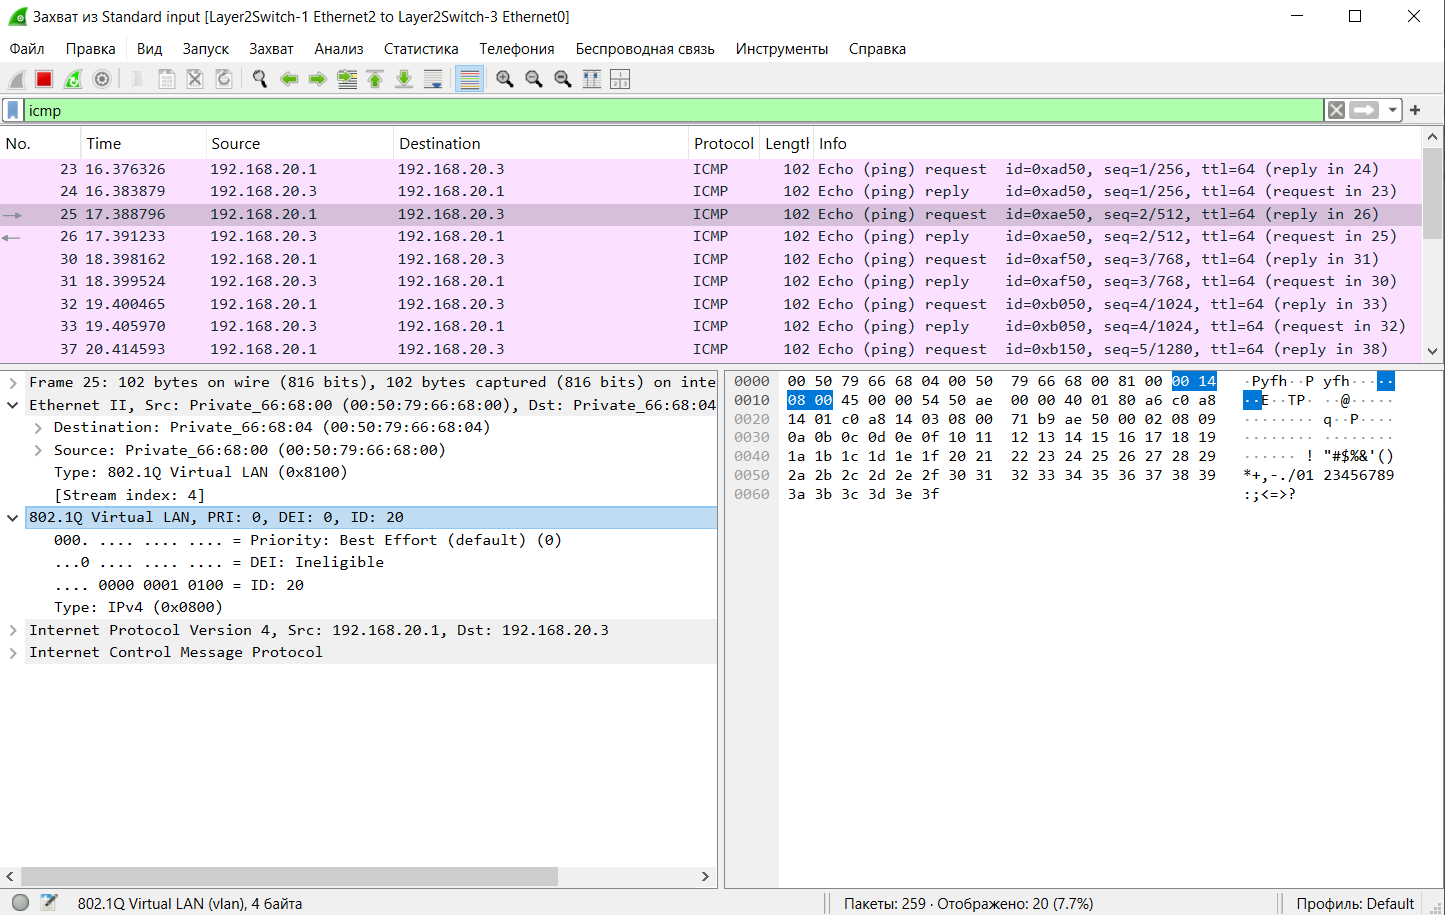 Захват из Standard input [Layer2Switch-1 Ethernet2 to Layer2Switch-3 Ethernet0]
Файл Правка Вид Запуск Захват Анализ Статистика Телефония Беспроводная связь Инструменты Справка
icmp
No. Time Source Destination Protocol Lengtl Info
23 16.376326 192.168.20.1 192.168.20.3 ICMP 102 Echo (ping) request id=0xad50, seq=1/256, ttl=64 (reply in 24)
24 16.383879 192.168.20.3 192.168.20.1 ICMP 102 Echo (ping) reply id=0xad50, seq=1/256, ttl=64 (request in 23)
25 17.388796 192.168.20.1 192.168.20.3 ICMP 102 Echo (ping) request id=0xae50, seq=2/512, ttl=64 (reply in 26)
26 17.391233 192.168.20.3 192.168.20.1 ICMP 102 Echo (ping) reply id=0xae50, seq=2/512, ttl=64 (request in 25)
30 18.398162 192.168.20.1 192.168.20.3 ICMP 102 Echo (ping) request id=0xaf50, seq=3/768, ttl=64 (reply in 31)
31 18.399524 192.168.20.3 192.168.20.1 ICMP 102 Echo (ping) reply id=0xaf50, seq=3/768, ttl=64 (request in 30)
32 19.400465 192.168.20.1 192.168.20.3 ICMP 102 Echo (ping) request id=0xb050, seq=4/1024, ttl=64 (reply in 33)
33 19.405970 192.168.20.3 192.168.20.1 ICMP 102 Echo (ping) reply id=0xb050, seq=4/1024, ttl=64 (request in 32)
37 20.414593 192.168.20.1 192.168.20.3 ICMP 102 Echo (ping) request id=0xb150, seq=5/1280, ttl=64 (reply in 38)
Frame 25: 102 bytes on wire (816 bits), 102 bytes captured (816 bits) on inte
Ethernet II, Src: Private_66:68:00 (00:50:79:66:68:00), Dst: Private_66:68:04
Destination: Private_66:68:04 (00:50:79:66:68:04)
Source: Private_66:68:00 (00:50:79:66:68:00)
Type: 802.1Q Virtual LAN (0x8100)
[Stream index: 4]
802.1Q Virtual LAN, PRI: 0, DEI: 0, ID: 20
000. .... .... .... = Priority: Best Effort (default) (0)
...0 .... .... .... = DEI: Ineligible
.... 0000 0001 0100 = ID: 20
Type: IPv4 (0x0800)
Internet Protocol Version 4, Src: 192.168.20.1, Dst: 192.168.20.3
Internet Control Message Protocol
0000 00 50 79 66 68 04 00 50 79 66 68 00 81 00 00 14 ·Pyfh··P yfh·····
0010 08 00 45 00 00 54 50 ae 00 00 40 01 80 a6 c0 a8 ··E··TP· ··@·····
0020 14 01 c0 a8 14 03 08 00 71 b9 ae 50 00 02 08 09 ········ q··P····
0030 0a 0b 0c 0d 0e 0f 10 11 12 13 14 15 16 17 18 19 ········ ········
0040 1a 1b 1c 1d 1e 1f 20 21 22 23 24 25 26 27 28 29 ······ ! "#$%&'()
0050 2a 2b 2c 2d 2e 2f 30 31 32 33 34 35 36 37 38 39 *+,-./01 23456789
0060 3a 3b 3c 3d 3e 3f :;<=>?
802.1Q Virtual LAN (vlan), 4 байта Пакеты: 259 · Отображено: 20 (7.7%) Профиль: Default